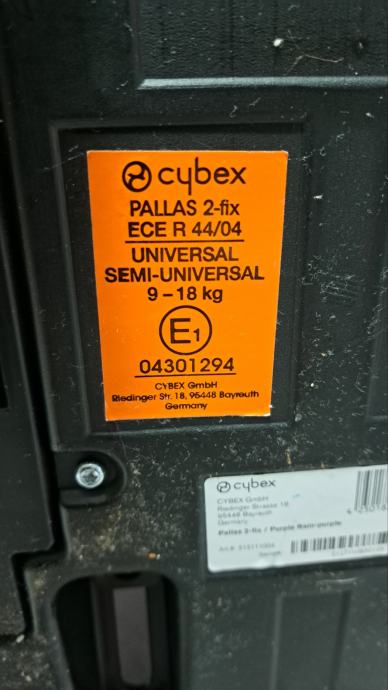 cybex
PALLAS 2-fix
ECE R 44/04
UNIVERSAL
SEMI-UNIVERSAL
9 – 18 kg
E1
04301294
CYBEX GmbH
Riedinger Str. 18, 95448 Bayreuth
Germany
cybex
CYBEX GmbH
Riedinger Strasse 18
95448 Bayreuth
Germany
Pallas 2-fix / Purple Rain-purple